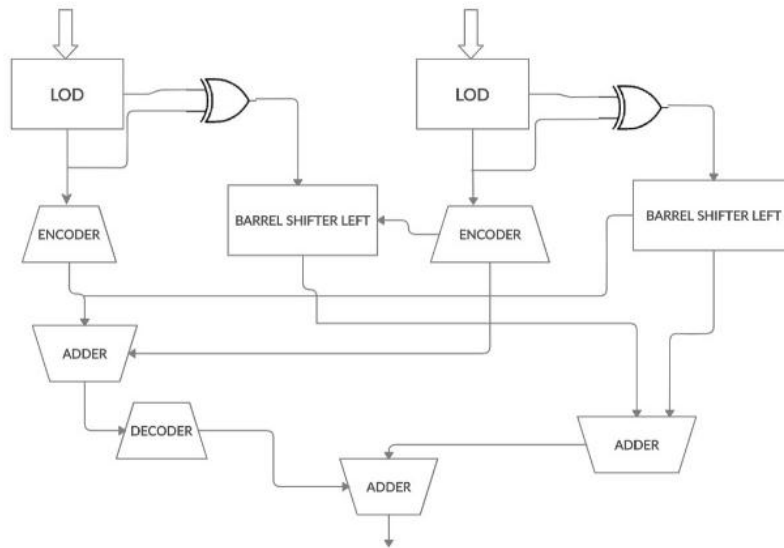 LOD
LOD
BARREL SHIFTER LEFT
BARREL SHIFTER LEFT
ENCODER
ENCODER
ADDER
DECODER
ADDER
ADDER